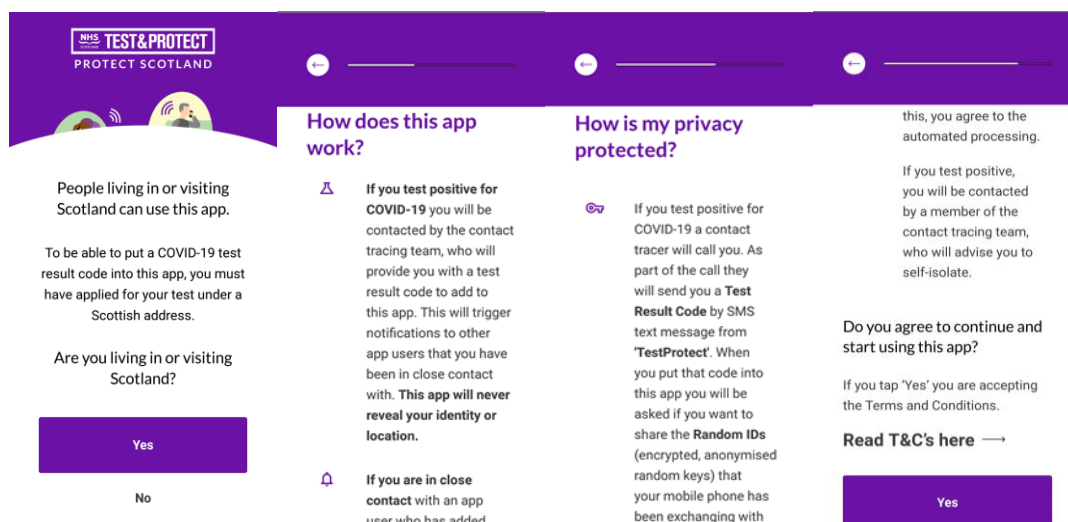 NHS
SCOTLAND
TEST&PROTECT
PROTECT SCOTLAND
People living in or visiting
Scotland can use this app.
To be able to put a COVID-19 test
result code into this app, you must
have applied for your test under a
Scottish address.
Are you living in or visiting
Scotland?
Yes
No
How does this app
work?
If you test positive for
COVID-19 you will be
contacted by the contact
tracing team, who will
provide you with a test
result code to add to
this app. This will trigger
notifications to other
app users that you have
been in close contact
with. This app will never
reveal your identity or
location.
If you are in close
contact with an app
user who has added
How is my privacy
protected?
If you test positive for
COVID-19 a contact
tracer will call you. As
part of the call they
will send you a Test
Result Code by SMS
text message from
'TestProtect'. When
you put that code into
this app you will be
asked if you want to
share the Random IDs
(encrypted, anonymised
random keys) that
your mobile phone has
been exchanging with
this, you agree to the
automated processing.
If you test positive,
you will be contacted
by a member of the
contact tracing team,
who will advise you to
self-isolate.
Do you agree to continue and
start using this app?
If you tap 'Yes' you are accepting
the Terms and Conditions.
Read T&C's here →
Yes